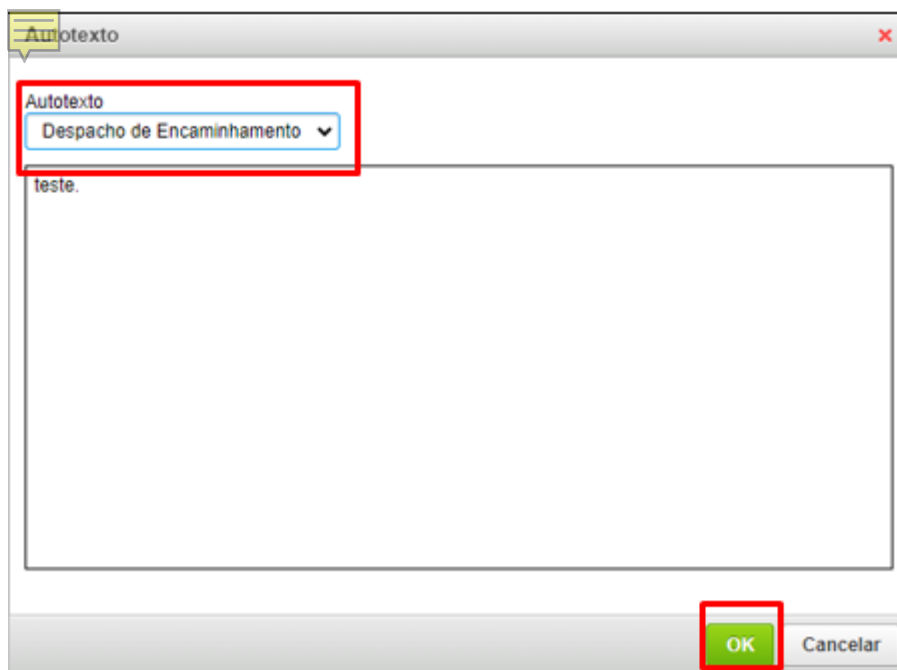 Autotexto
Autotexto
Despacho de Encaminhamento
teste.
OK Cancelar